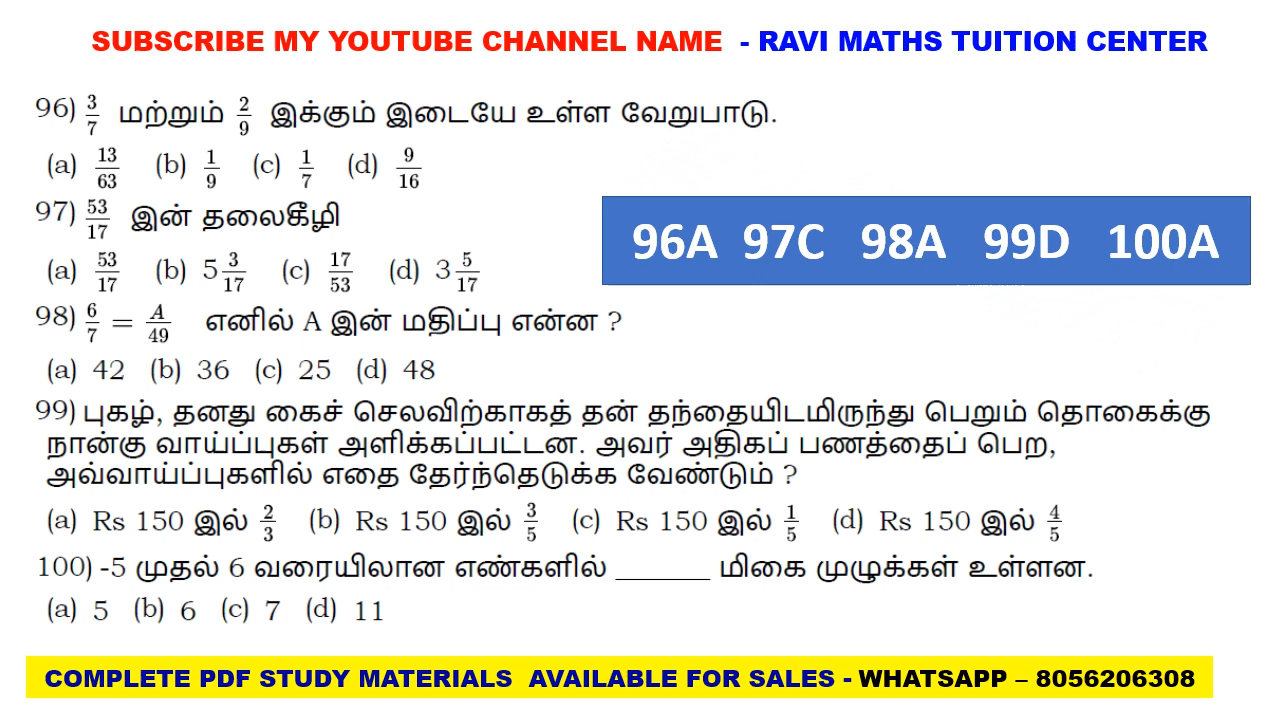 SUBSCRIBE MY YOUTUBE CHANNEL NAME - RAVI MATHS TUITION CENTER
96) 3/7 மற்றும் 2/9 இக்கும் இடையே உள்ள வேறுபாடு.
(a) 13/63 (b) 1/9 (c) 1/7 (d) 9/16
97) 53/17 இன் தலைகீழி
(a) 53/17 (b) 5 3/17 (c) 17/53 (d) 3 5/17
96A 97C 98A 99D 100A
98) 6/7 = A/49 எனில் A இன் மதிப்பு என்ன ?
(a) 42 (b) 36 (c) 25 (d) 48
99) புகழ், தனது கைச் செலவிற்காகத் தன் தந்தையிடமிருந்து பெறும் தொகைக்கு
நான்கு வாய்ப்புகள் அளிக்கப்பட்டன. அவர் அதிகப் பணத்தைப் பெற,
அவ்வாய்ப்புகளில் எதை தேர்ந்தெடுக்க வேண்டும் ?
(a) Rs 150 இல் 2/3 (b) Rs 150 இல் 3/5 (c) Rs 150 இல் 1/5 (d) Rs 150 இல் 4/5
100) -5 முதல் 6 வரையிலான எண்களில் ______ மிகை முழுக்கள் உள்ளன.
(a) 5 (b) 6 (c) 7 (d) 11
COMPLETE PDF STUDY MATERIALS AVAILABLE FOR SALES - WHATSAPP – 8056206308